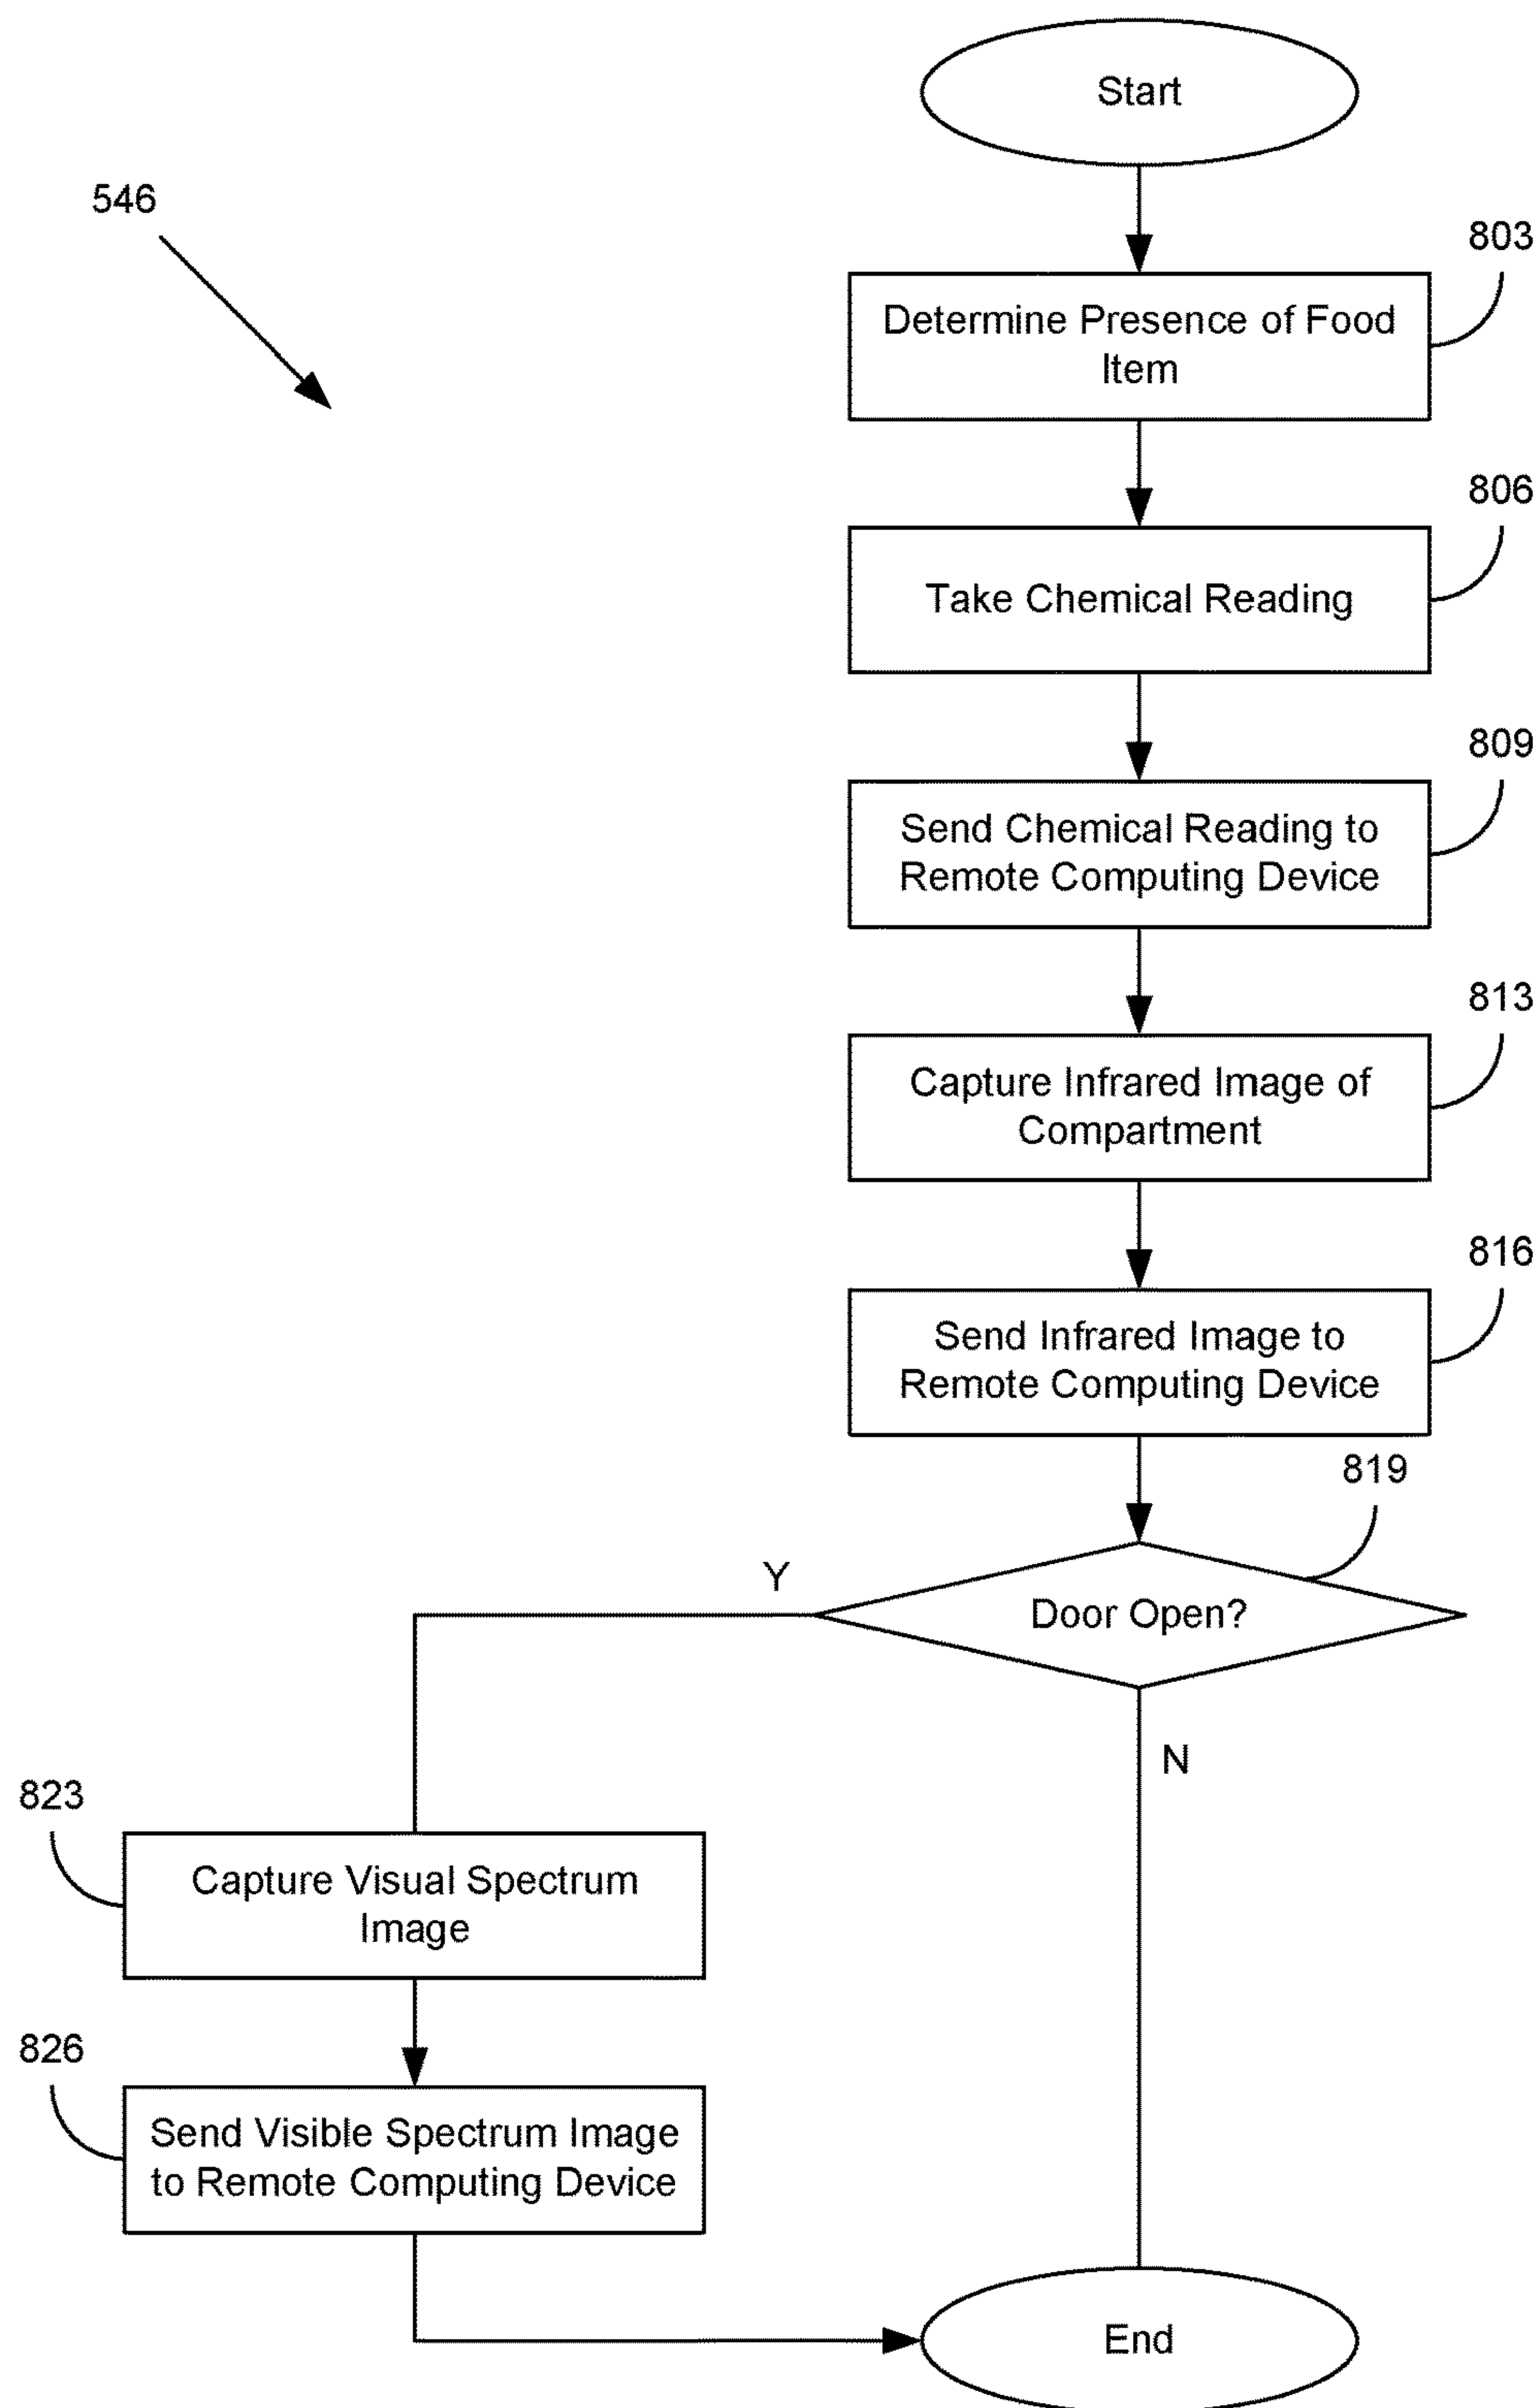 Start
546
803
Determine Presence of Food
Item
806
Take Chemical Reading
809
Send Chemical Reading to
Remote Computing Device
813
Capture Infrared Image of
Compartment
816
Send Infrared Image to
Remote Computing Device
819
Door Open?
Y
N
823
Capture Visual Spectrum
Image
826
Send Visible Spectrum Image
to Remote Computing Device
End